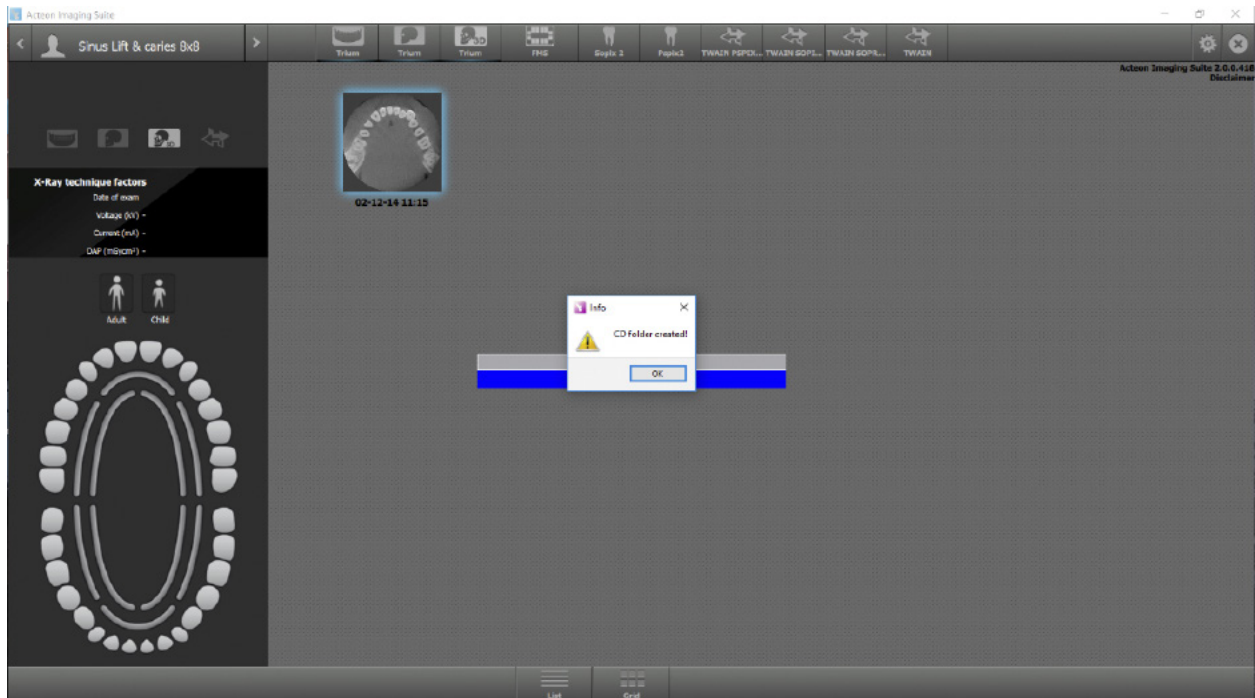 Acteon Imaging Suite
Sinus Lift & caries 8x8
Trium
Trium
Trium
FMS
Sopix 2
Pspix2
TWAIN PSPIX...
TWAIN SOPI...
TWAIN SOPR...
TWAIN
Acteon Imaging Suite 2.0.0.418
Disclaimer
3D
X-Ray technique factors
Date of exam
Voltage (kV) -
Current (mA) -
DAP (mGycm²) -
02-12-14 11:15
Adult
Child
Info
CD folder created!
OK
List
Grid